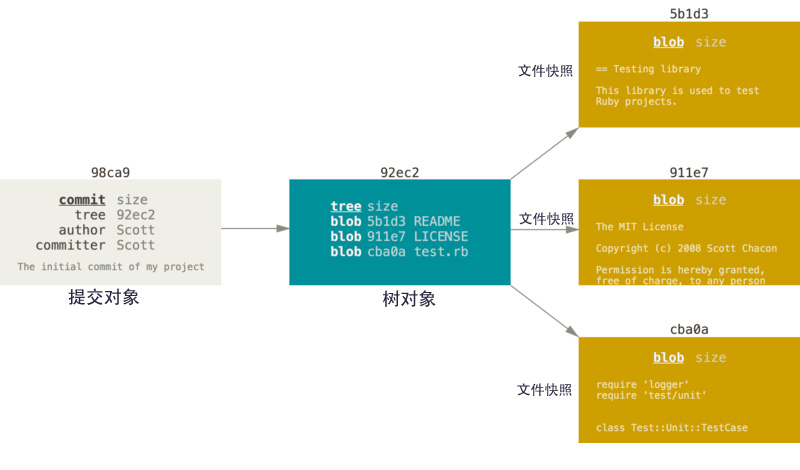 98ca9
commit size
tree 92ec2
author Scott
committer Scott
The initial commit of my project
提交对象
92ec2
tree size
blob 5b1d3 README
blob 911e7 LICENSE
blob cba0a test.rb
树对象
文件快照
5b1d3
blob size
== Testing library
This library is used to test
Ruby projects.
文件快照
911e7
blob size
The MIT License
Copyright (c) 2008 Scott Chacon
Permission is hereby granted,
free of charge, to any person
文件快照
cba0a
blob size
require 'logger'
require 'test/unit'
class Test::Unit::TestCase